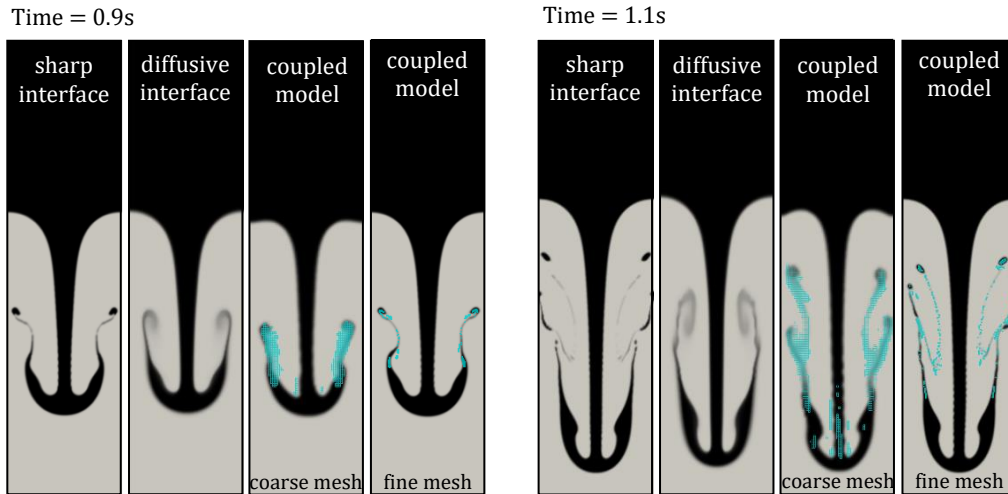 Time = 0.9s
sharp
interface
diffusive
interface
coupled
model
coupled
model
coarse mesh
fine mesh
Time = 1.1s
sharp
interface
diffusive
interface
coupled
model
coupled
model
coarse mesh
fine mesh